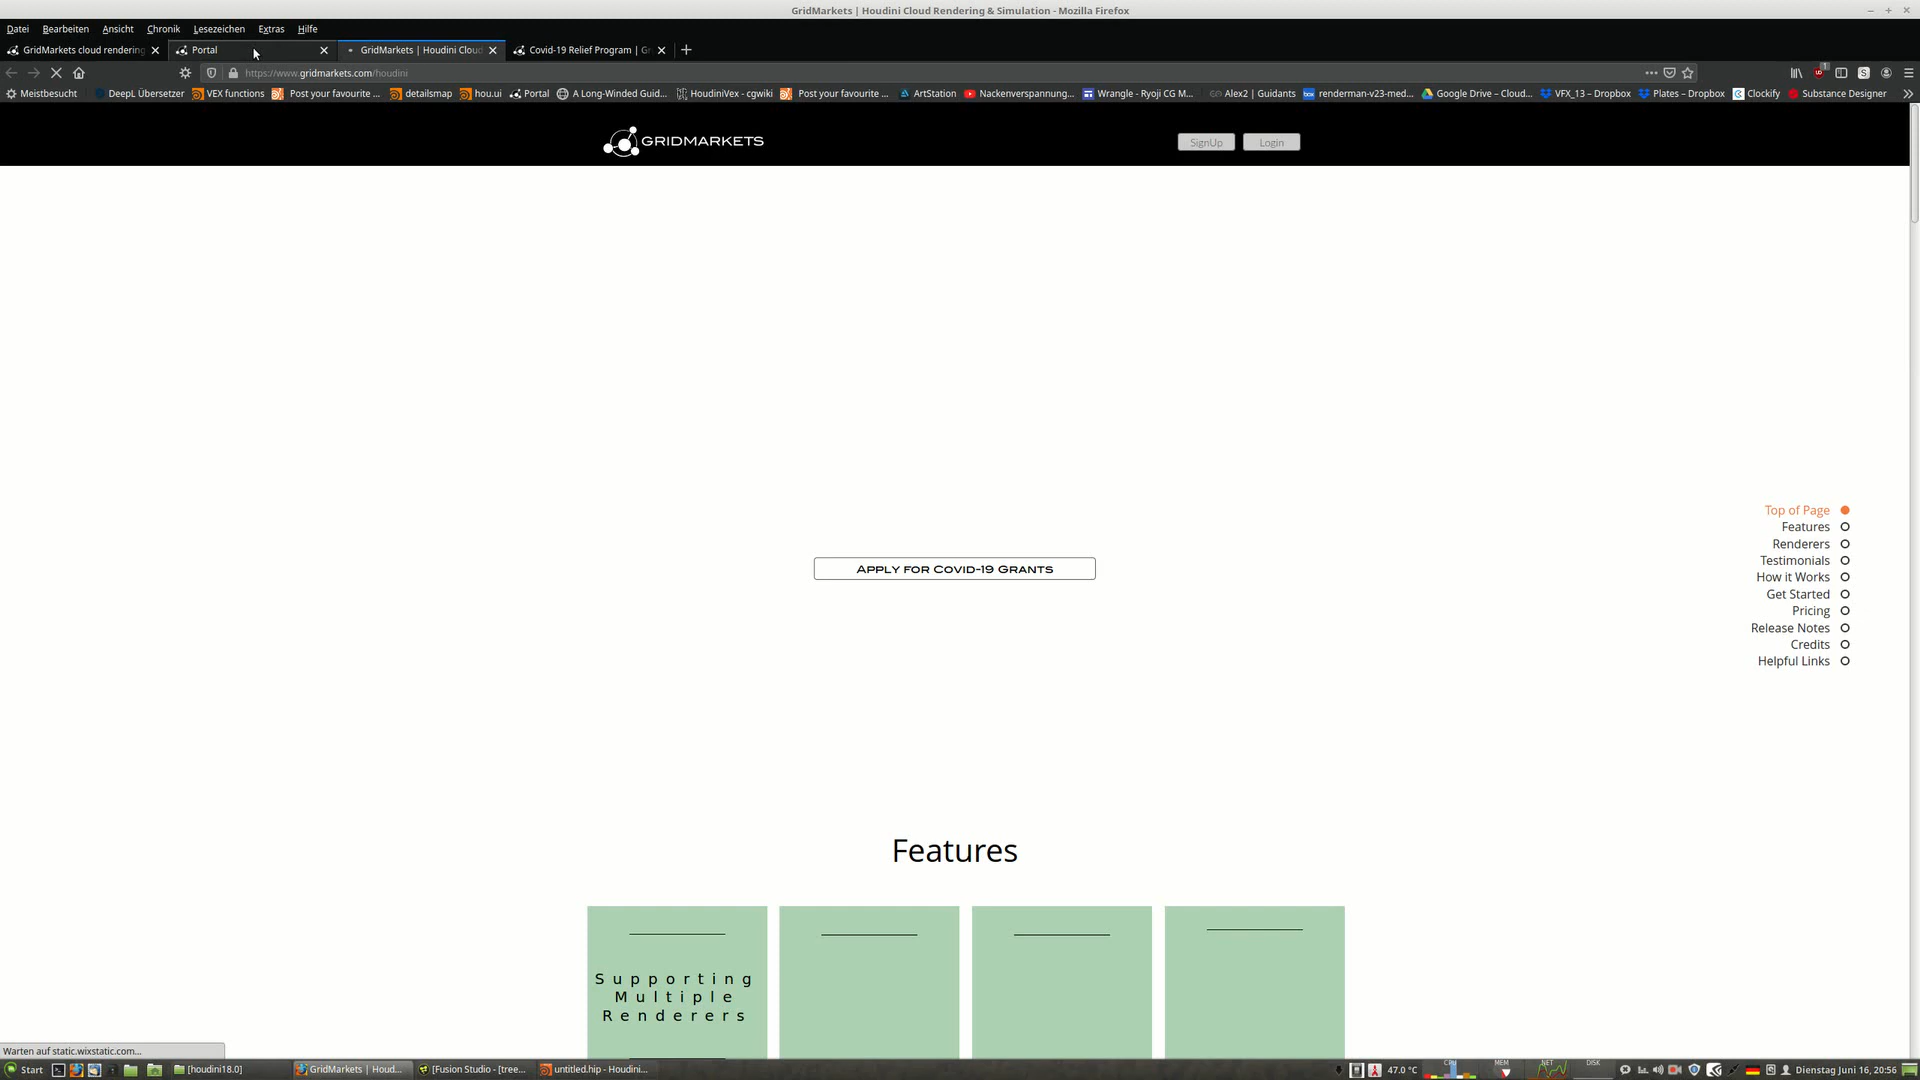 GridMarkets | Houdini Cloud Rendering & Simulation - Mozilla Firefox
Datei Bearbeiten Ansicht Chronik Lesezeichen Extras Hilfe
GridMarkets cloud rendering Portal GridMarkets | Houdini Cloud Covid-19 Relief Program | G
https://www.gridmarkets.com/houdini
Meistbesucht DeepL Übersetzer VEX functions Post your favourite ... detailsmap hou.ui Portal A Long-Winded Guid... HoudiniVex - cgwiki Post your favourite ... ArtStation Nackenverspannung... Wrangle - Ryoji CG M... Alex2 | Guidants renderman-v23-med... Google Drive – Cloud... VFX_13 – Dropbox Plates – Dropbox Clockify Substance Designer
GRIDMARKETS
SignUp Login
Top of Page
Features
Renderers
Testimonials
How it Works
Get Started
Pricing
Release Notes
Credits
Helpful Links
Apply for Covid-19 Grants
Features
Supporting
Multiple
Renderers
Warten auf static.wixstatic.com...
Start [houdini18.0] GridMarkets | Houd... [Fusion Studio - [tree... untitled.hip - Houdini... 47.0 °C CPU MEM NET DISK Dienstag Juni 16, 20:56